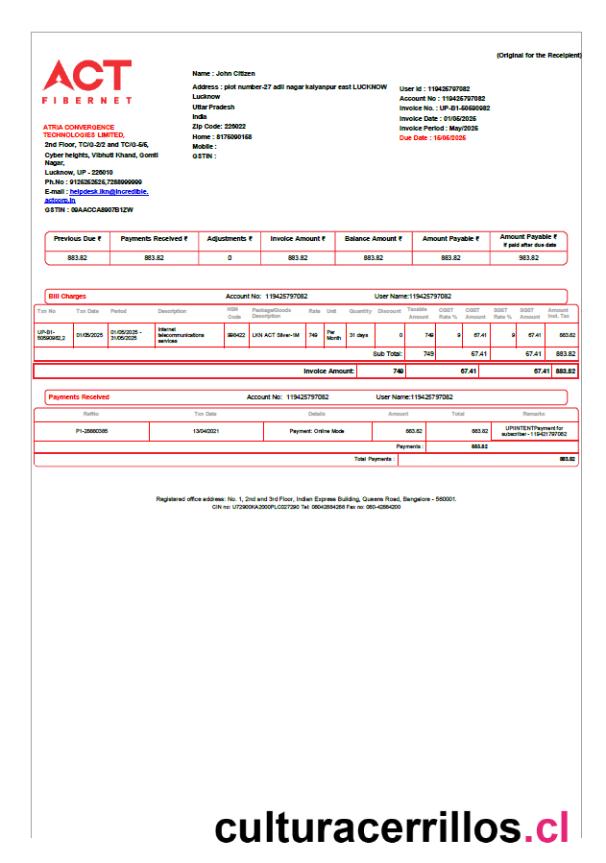 (Original for the Receipient)
ACT
FIBERNET
ATRIA CONVERGENCE
TECHNOLOGIES LIMITED,
2nd Floor, TC/G-2/2 and TC/G-5/5,
Cyber heights, Vibhuti Khand, Gomti
Nagar,
Lucknow, UP - 226010
Ph.No : 9125252525,7288999999
E-mail : helpdesk.lkn@incredible.
actcorp.in
GSTIN : 09AACCA8907B1ZW
Name : John Citizen
Address : plot number-27 adil nagar kalyanpur east LUCKNOW
Lucknow
Uttar Pradesh
India
Zip Code: 226022
Home : 8175090158
Mobile :
GSTIN :
User Id : 119425797082
Account No : 119425797082
Invoice No. : UP-B1-50590982
Invoice Date : 01/05/2025
Invoice Period : May/2025
Due Date : 15/05/2025
Previous Due ₹ Payments Received ₹ Adjustments ₹ Invoice Amount ₹ Balance Amount ₹ Amount Payable ₹ Amount Payable ₹
If paid after due date
883.82 883.82 0 883.82 883.82 883.82 983.82
Bill Charges Account No: 119425797082 User Name:119425797082
Txn No Txn Date Period Description HSN Code Package/Goods Description Rate Unit Quantity Discount Taxable Amount CGST Rate % CGST Amount SGST Rate % SGST Amount Amount Incl. Tax
UP-B1-50590982,2 01/05/2025 01/05/2025 - 31/05/2025 Internet telecommunications services 998422 LKN ACT Silver-1M 749 Per Month 31 days 0 749 9 67.41 9 67.41 883.82
Sub Total: 749 67.41 67.41 883.82
Invoice Amount: 749 67.41 67.41 883.82
Payments Received Account No: 119425797082 User Name:119425797082
RefNo Txn Date Details Amount Total Remarks
P1-28860385 13/04/2021 Payment: Online Mode 883.82 883.82 UPIINTENTPayment for subscriber - 119421797082
Payments : 883.82
Total Payments : 883.82
Registered office address: No. 1, 2nd and 3rd Floor, Indian Express Building, Queens Road, Bangalore - 560001.
CIN no: U72900KA2000PLC027290 Tel: 08042884288 Fax no: 080-42884200
culturacerrillos.cl